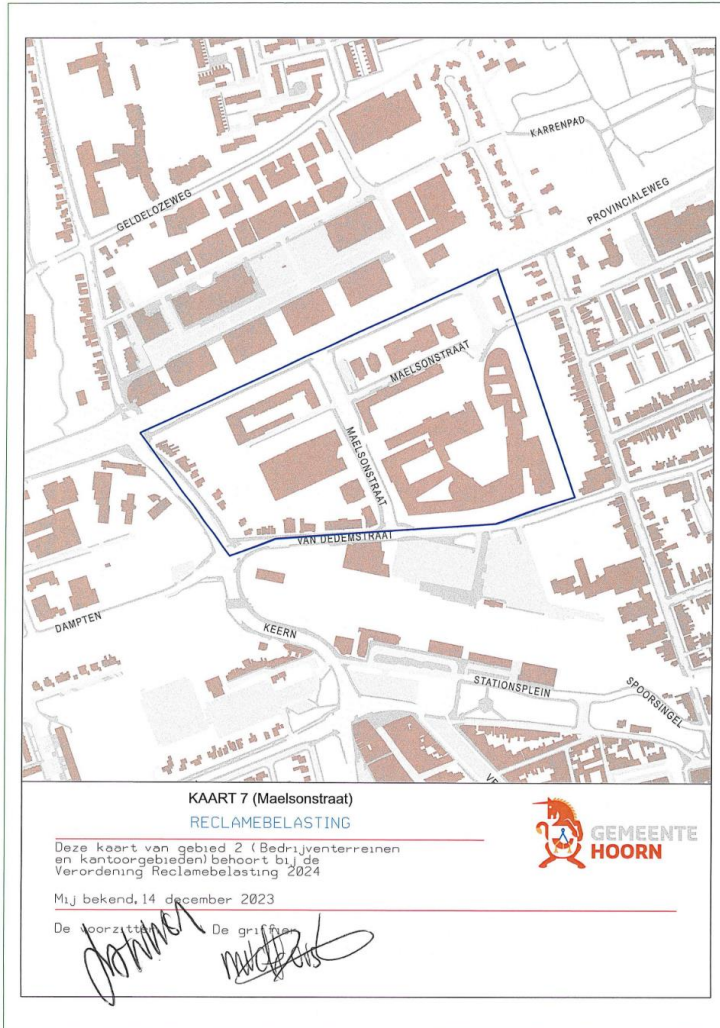 KARRENPAD
GELDELOZEWEG
PROVINCIALEWEG
MAELSONSTRAAT
MAELSONSTRAAT
VAN DEDEMSTRAAT
DAMPTEN
KEERN
STATIONSPLEIN
SPOORSINGEL
VE
KAART 7 (Maelsonstraat)
RECLAMEBELASTING
Deze kaart van gebied 2 (Bedrijventerreinen
en kantoorgebieden) behoort bij de
Verordening Reclamebelasting 2024
Mij bekend, 14 december 2023
De voorzitter De griffier
GEMEENTE
HOORN